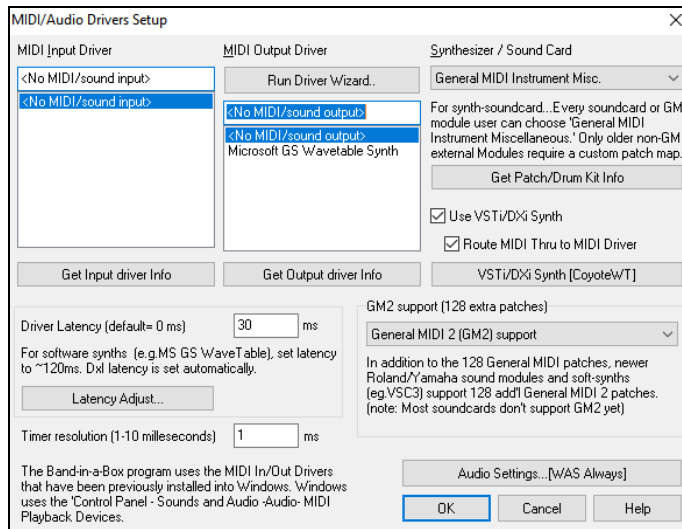 MIDI/Audio Drivers Setup
MIDI Input Driver
<No MIDI/sound input>
<No MIDI/sound input>
Get Input driver Info
MIDI Output Driver
Run Driver Wizard..
<No MIDI/sound output>
<No MIDI/sound output>
Microsoft GS Wavetable Synth
Get Output driver Info
Synthesizer / Sound Card
General MIDI Instrument Misc.
For synth-soundcard...Every soundcard or GM
module user can choose 'General MIDI
Instrument Miscellaneous.' Only older non-GM
external Modules require a custom patch map.
Get Patch/Drum Kit Info
Use VSTi/DXi Synth
Route MIDI Thru to MIDI Driver
VSTi/DXi Synth [CoyoteWT]
Driver Latency (default= 0 ms) 30 ms
For software synths (e.g.MS GS WaveTable), set latency
to ~120ms. DxI latency is set automatically.
Latency Adjust...
Timer resolution (1-10 milleseconds) 1 ms
The Band-in-a-Box program uses the MIDI In/Out Drivers
that have been previously installed into Windows. Windows
uses the 'Control Panel - Sounds and Audio -Audio- MIDI
Playback Devices.
GM2 support (128 extra patches)
General MIDI 2 (GM2) support
In addition to the 128 General MIDI patches, newer
Roland/Yamaha sound modules and soft-synths
(eg.VSC3) support 128 add'l General MIDI 2 patches.
(note: Most soundcards don't support GM2 yet)
Audio Settings...[WAS Always]
OK Cancel Help